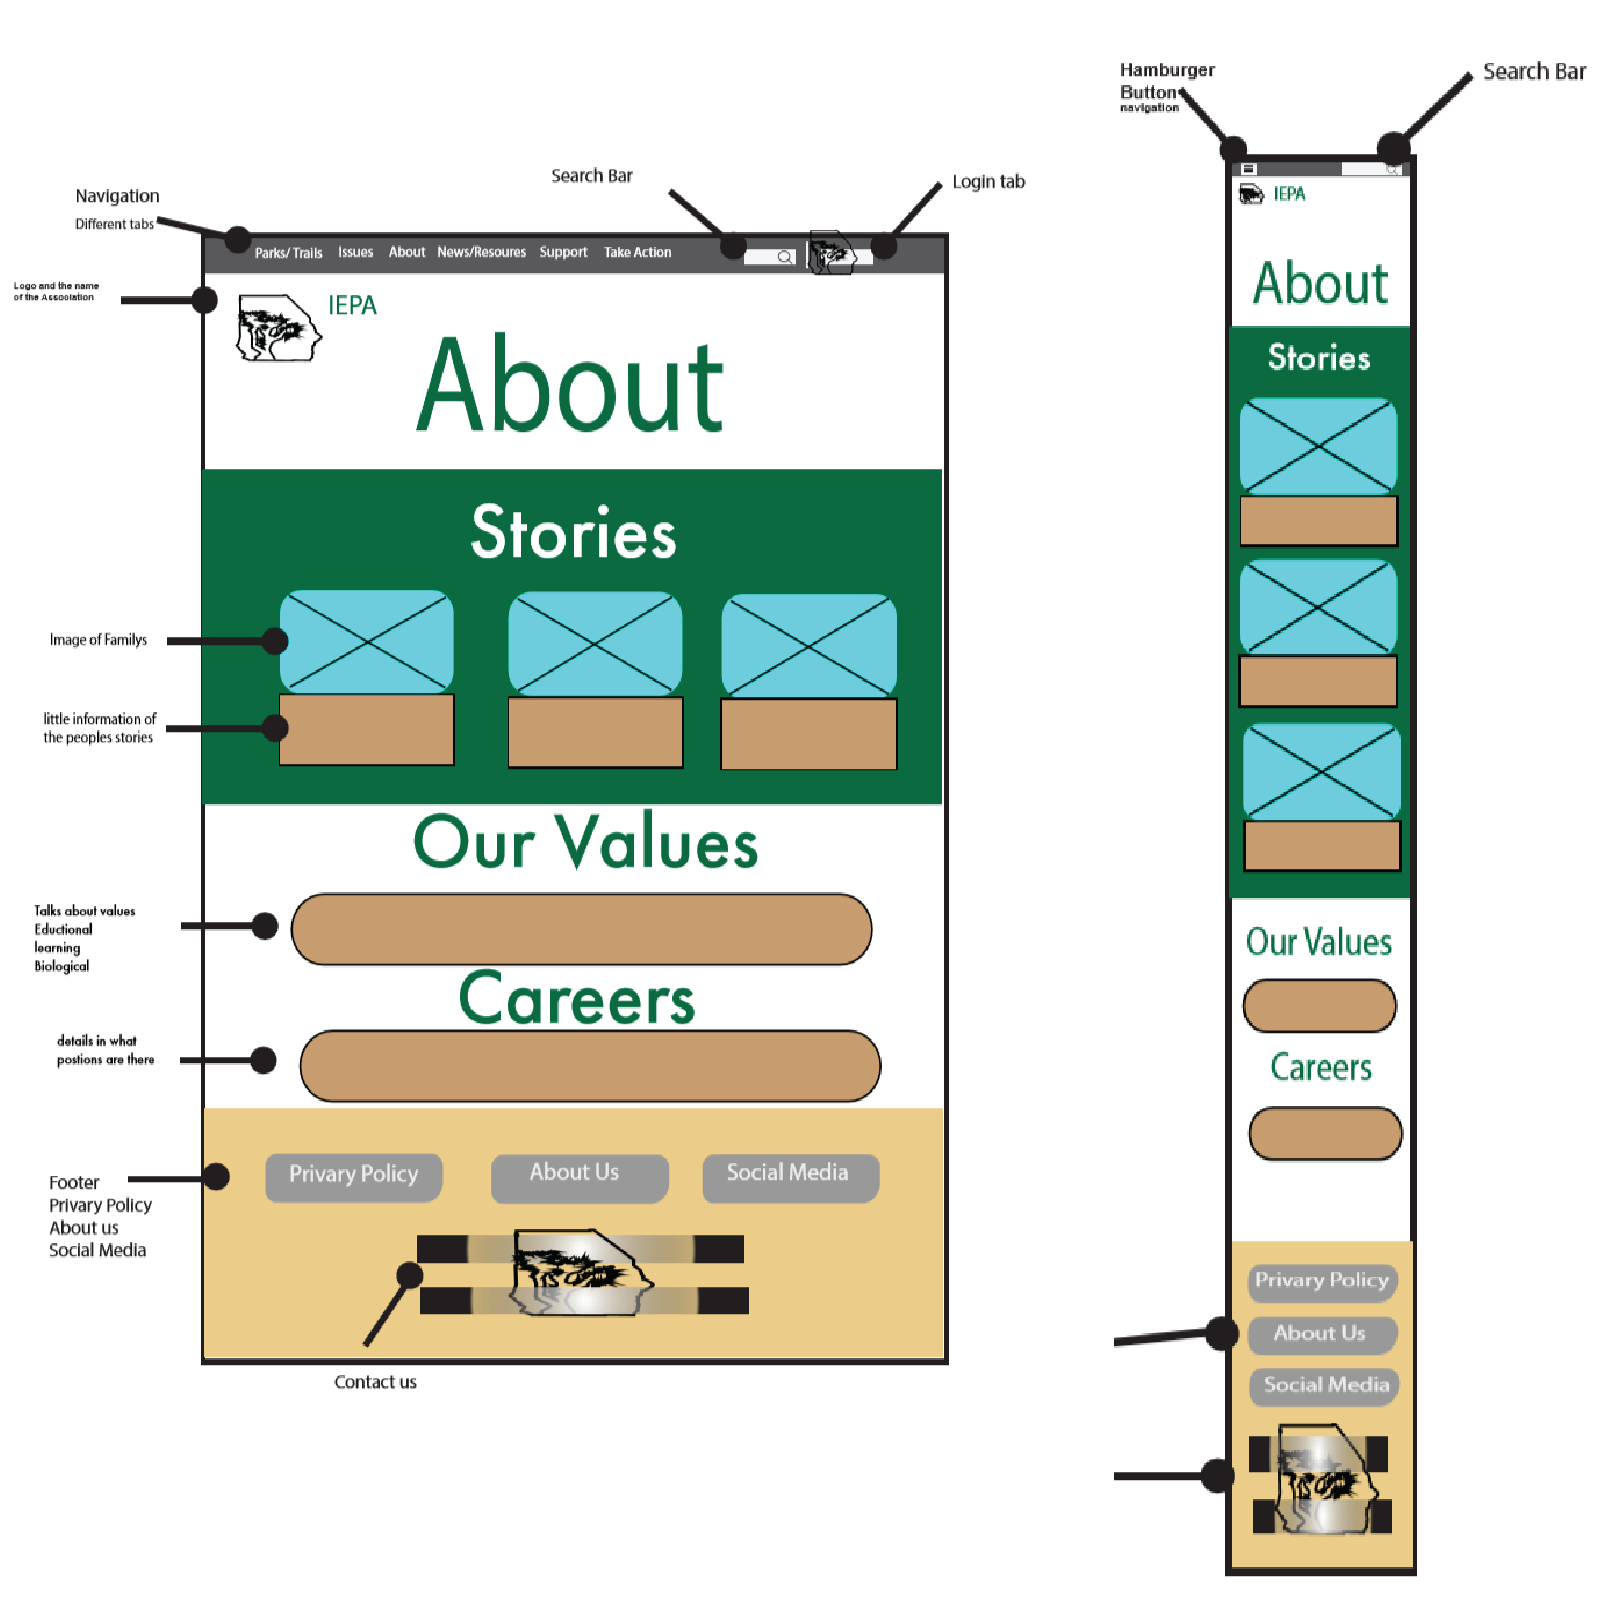 Hamburger
Button
navigation
Search Bar
Search Bar
Login tab
Navigation
Different tabs
Parks/ Trails Issues About News/Resoures Support Take Action
Logo and the name
of the Association
IEPA
About
Stories
Image of Familys
little information of
the peoples stories
Our Values
Talks about values
Eductional
learning
Biological
Careers
details in what
postions are there
Privary Policy About Us Social Media
Footer
Privary Policy
About us
Social Media
Contact us
IEPA
About
Stories
Our Values
Careers
Privary Policy
About Us
Social Media